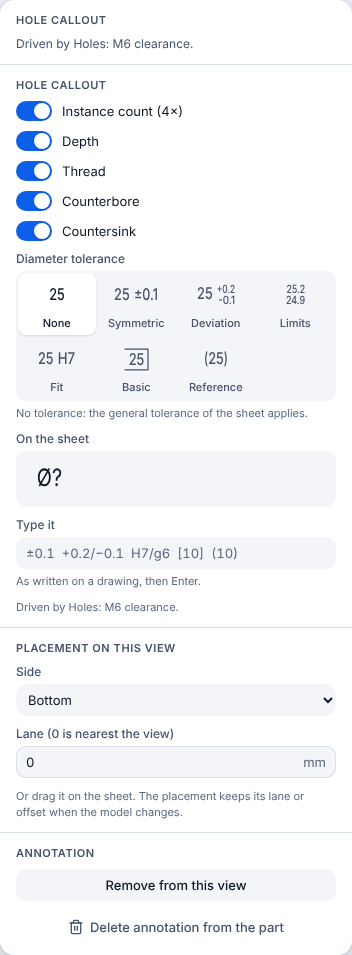 HOLE CALLOUT
Driven by Holes: M6 clearance.
HOLE CALLOUT
Instance count (4×)
Depth
Thread
Counterbore
Countersink
Diameter tolerance
25
None
25 ±0.1
Symmetric
25 +0.2 -0.1
Deviation
25.2
24.9
Limits
25 H7
Fit
25
Basic
(25)
Reference
No tolerance: the general tolerance of the sheet applies.
On the sheet
Ø?
Type it
±0.1 +0.2/−0.1 H7/g6 [10] (10)
As written on a drawing, then Enter.
Driven by Holes: M6 clearance.
PLACEMENT ON THIS VIEW
Side
Bottom
Lane (0 is nearest the view)
0 mm
Or drag it on the sheet. The placement keeps its lane or
offset when the model changes.
ANNOTATION
Remove from this view
Delete annotation from the part